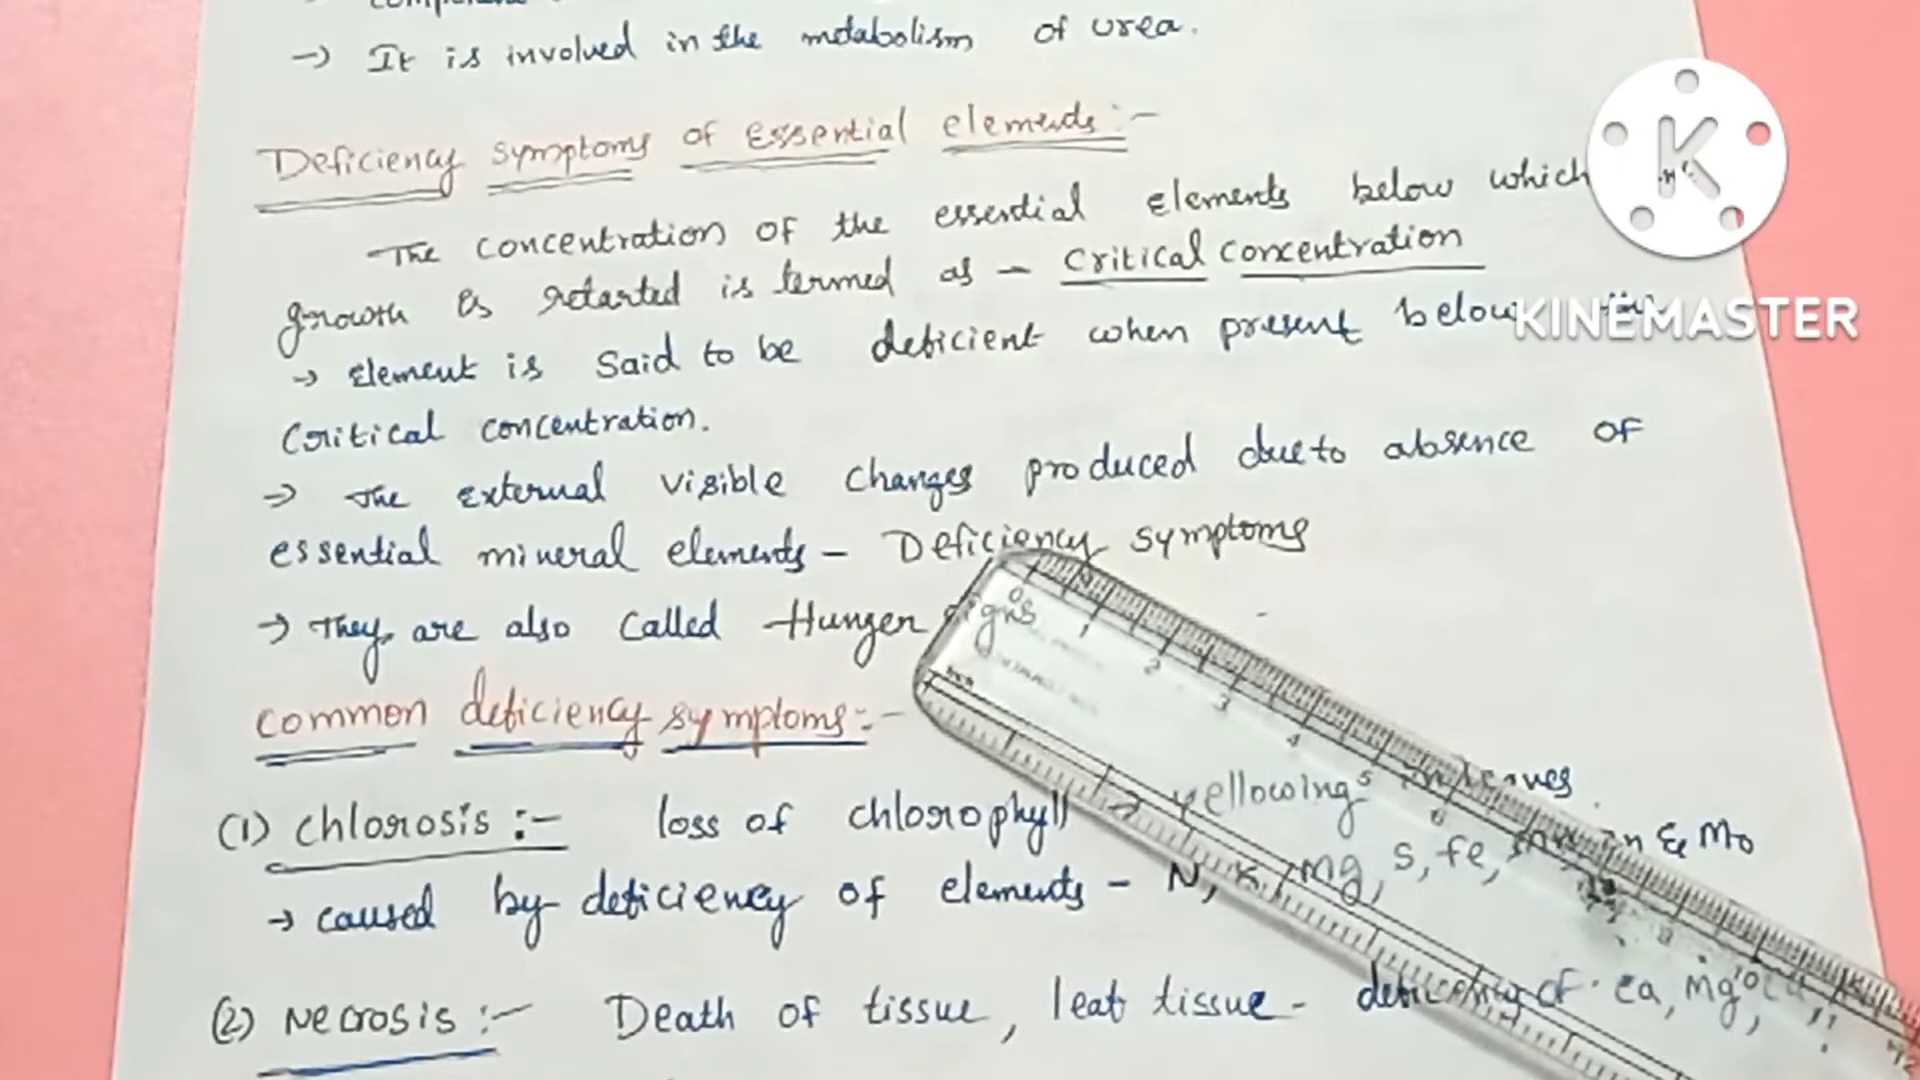 → It is involved in the metabolism of urea.
Deficiency symptoms of Essential elements:-
The concentration of the essential elements below which
growth is retarted is termed as - Critical concentration
→ Element is said to be deficient when present below the
Critical concentration.
→ The external visible changes produced due to absence of
essential mineral elements - Deficiency symptoms
→ They are also called Hunger signs
Common deficiency symptoms:-
(1) Chlorosis :- loss of chlorophyll → yellowing in leaves
→ caused by deficiency of elements - N, K, Mg, S, Fe, Mn, Zn & Mo
(2) Necrosis :- Death of tissue, leaf tissue - deficiency of Ca, Mg,
K
KINEMASTER